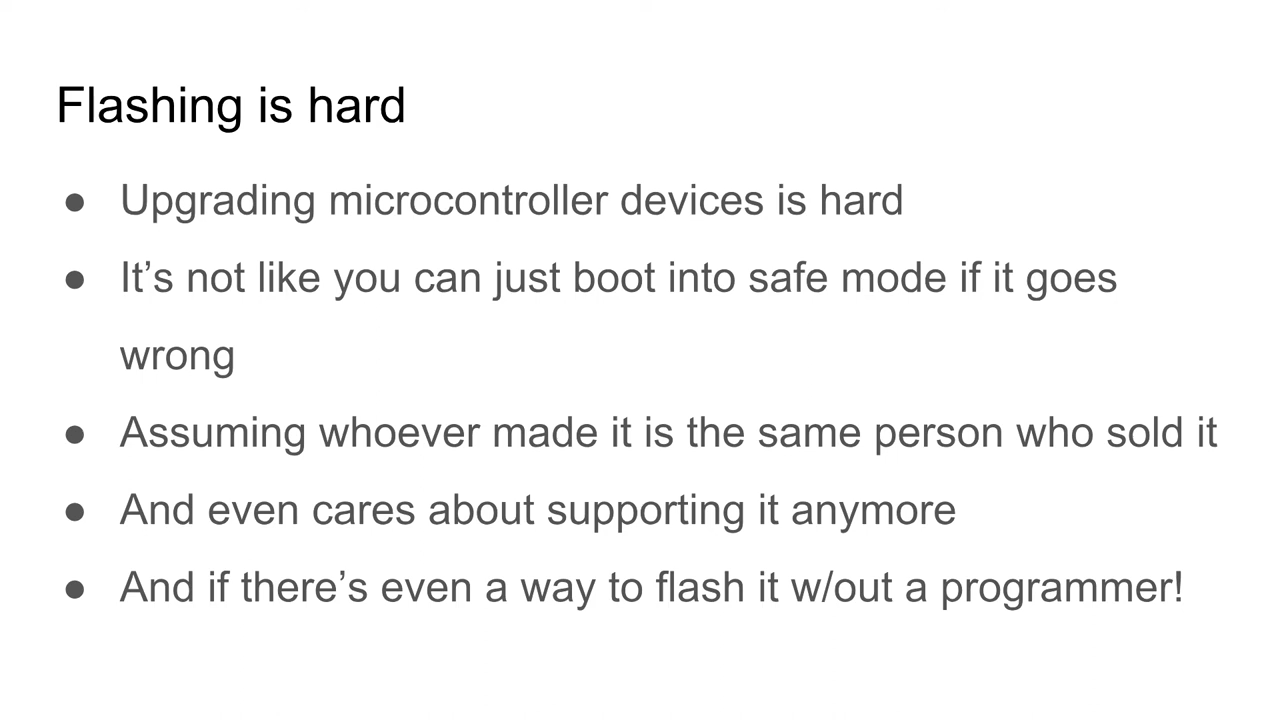 Flashing is hard
● Upgrading microcontroller devices is hard
● It’s not like you can just boot into safe mode if it goes
wrong
● Assuming whoever made it is the same person who sold it
● And even cares about supporting it anymore
● And if there’s even a way to flash it w/out a programmer!